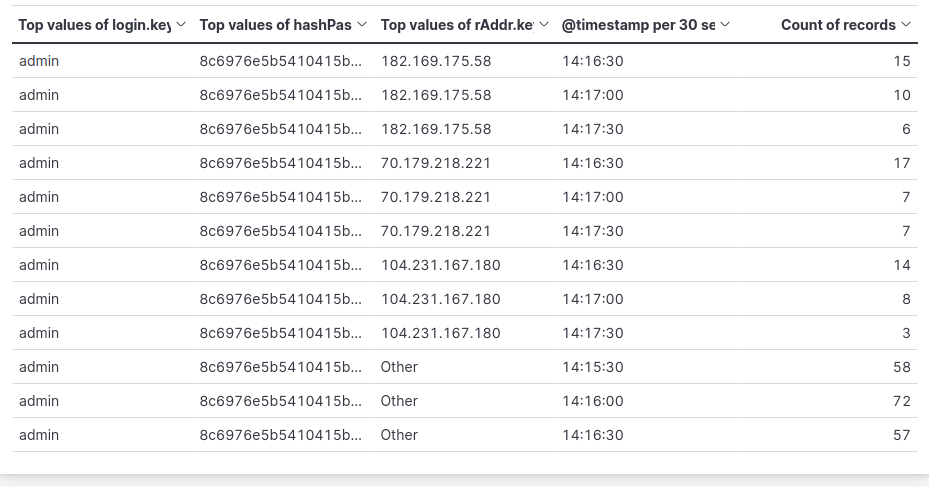 Top values of login.key Top values of hashPas Top values of rAddr.ke @timestamp per 30 se Count of records
admin 8c6976e5b5410415b... 182.169.175.58 14:16:30 15
admin 8c6976e5b5410415b... 182.169.175.58 14:17:00 10
admin 8c6976e5b5410415b... 182.169.175.58 14:17:30 6
admin 8c6976e5b5410415b... 70.179.218.221 14:16:30 17
admin 8c6976e5b5410415b... 70.179.218.221 14:17:00 7
admin 8c6976e5b5410415b... 70.179.218.221 14:17:30 7
admin 8c6976e5b5410415b... 104.231.167.180 14:16:30 14
admin 8c6976e5b5410415b... 104.231.167.180 14:17:00 8
admin 8c6976e5b5410415b... 104.231.167.180 14:17:30 3
admin 8c6976e5b5410415b... Other 14:15:30 58
admin 8c6976e5b5410415b... Other 14:16:00 72
admin 8c6976e5b5410415b... Other 14:16:30 57